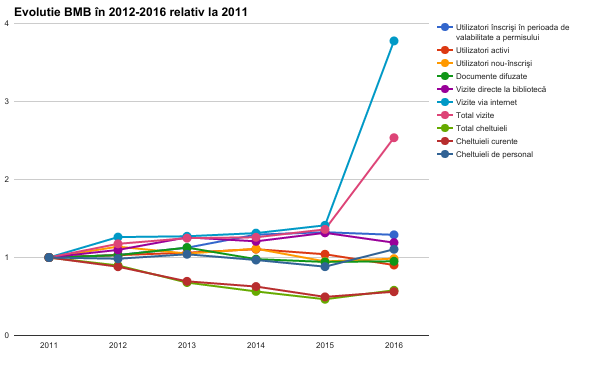 Evolutie BMB în 2012-2016 relativ la 2011
4
3
2
1
0
2011
2012
2013
2014
2015
2016
Utilizatori înscrişi în perioada de
valabilitate a permisului
Utilizatori activi
Utilizatori nou-înscrişi
Documente difuzate
Vizite directe la bibliotecă
Vizite via internet
Total vizite
Total cheltuieli
Cheltuieli curente
Cheltuieli de personal